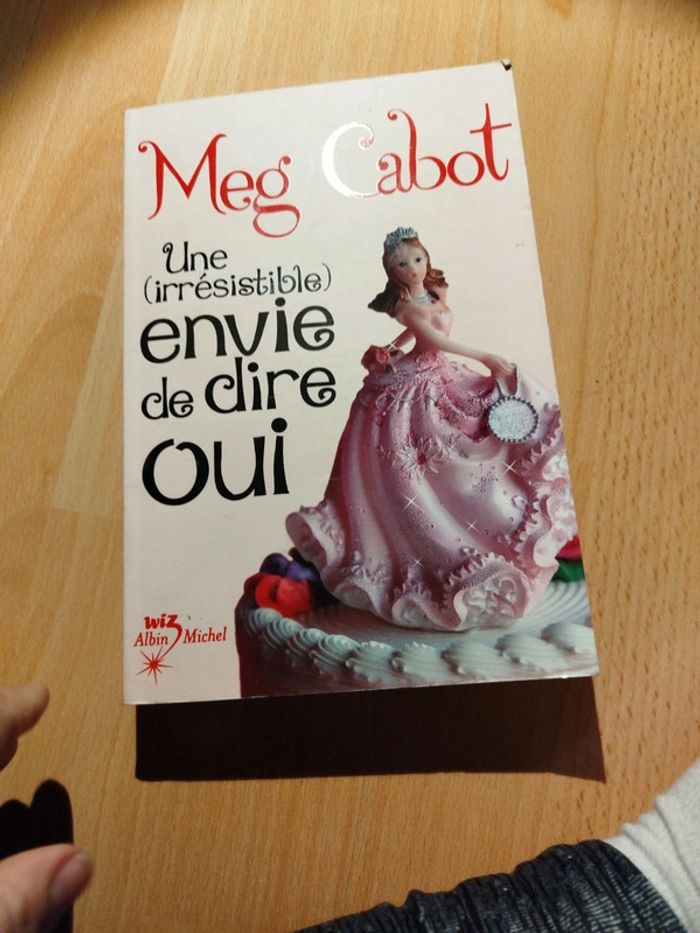 Meg Cabot
Une
(irrésistible)
envie
de dire
oui
wiz
Albin Michel